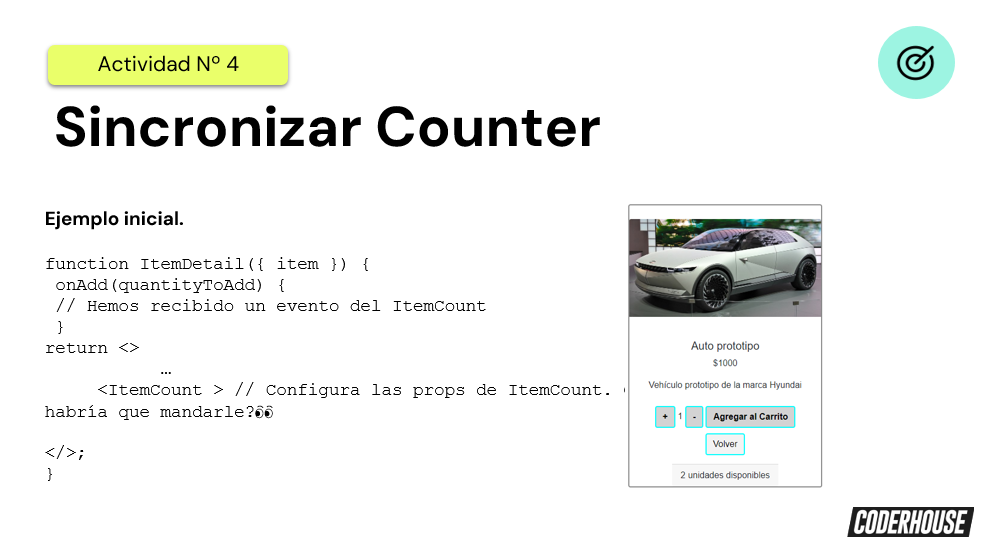 Actividad Nº 4
Sincronizar Counter
Ejemplo inicial.
function ItemDetail({ item }) {
onAdd(quantityToAdd) {
// Hemos recibido un evento del ItemCount
}
return <>
…
<ItemCount > // Configura las props de ItemCount.
habría que mandarle?👀
</>;
}
Auto prototipo
$1000
Vehículo prototipo de la marca Hyundai
+ 1 - Agregar al Carrito
Volver
2 unidades disponibles
CODERHOUSE